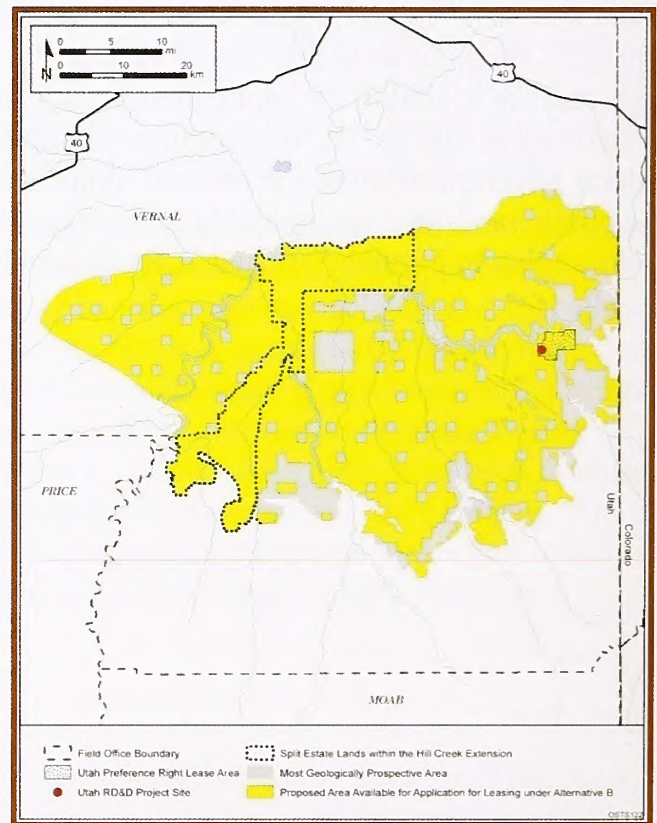 0 5 10
mi
N
0 10 20
km
40
40
VERNAL
PRICE
Utah
Colorado
MOAB
Field Office Boundary
Split Estate Lands within the Hill Creek Extension
Utah Preference Right Lease Area
Most Geologically Prospective Area
Utah RD&D Project Site
Proposed Area Available for Application for Leasing under Alternative B